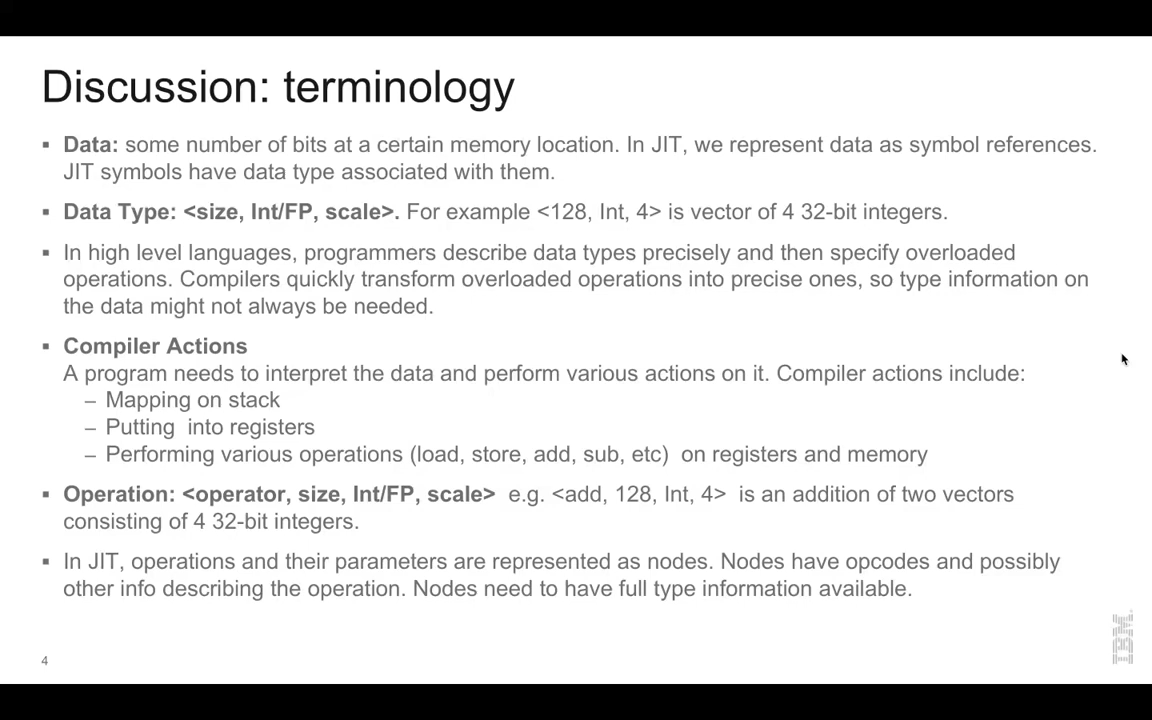 Discussion: terminology
▪ Data: some number of bits at a certain memory location. In JIT, we represent data as symbol references.
JIT symbols have data type associated with them.
▪ Data Type: <size, Int/FP, scale>. For example <128, Int, 4> is vector of 4 32-bit integers.
▪ In high level languages, programmers describe data types precisely and then specify overloaded
operations. Compilers quickly transform overloaded operations into precise ones, so type information on
the data might not always be needed.
▪ Compiler Actions
A program needs to interpret the data and perform various actions on it. Compiler actions include:
– Mapping on stack
– Putting  into registers
– Performing various operations (load, store, add, sub, etc)  on registers and memory
▪ Operation: <operator, size, Int/FP, scale>  e.g. <add, 128, Int, 4>  is an addition of two vectors
consisting of 4 32-bit integers.
▪ In JIT, operations and their parameters are represented as nodes. Nodes have opcodes and possibly
other info describing the operation. Nodes need to have full type information available.
4
IBM